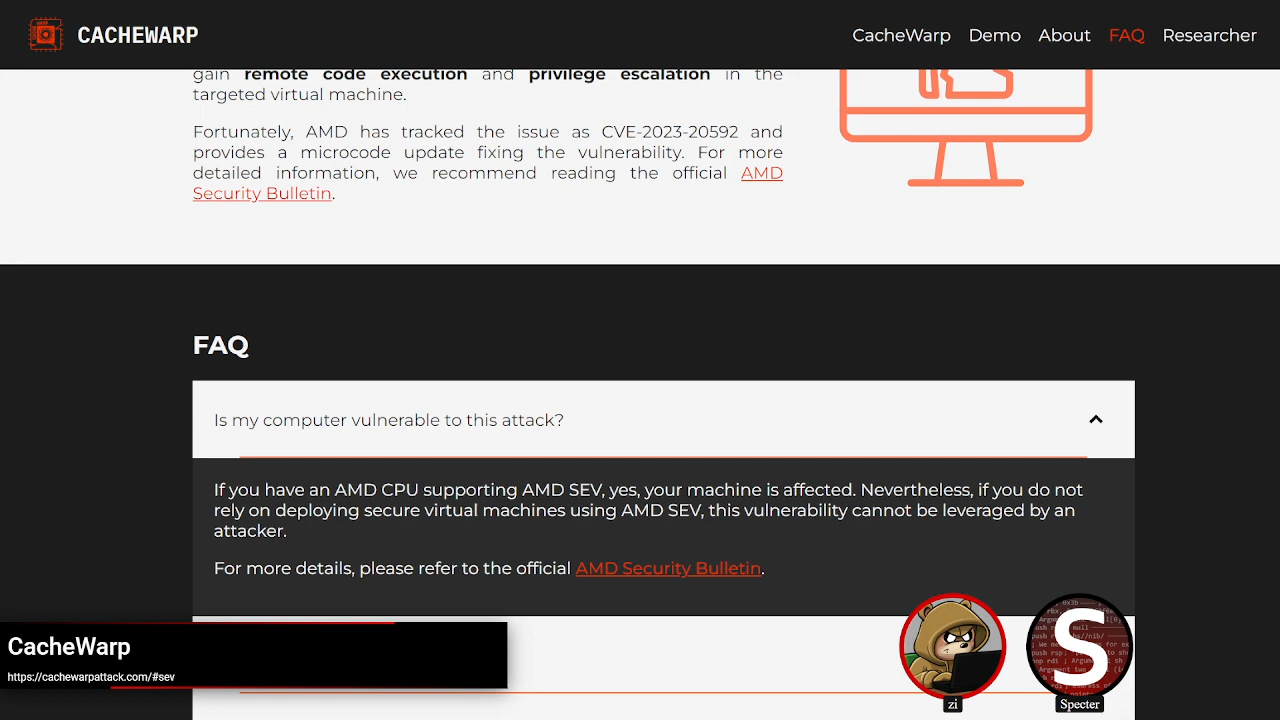 CACHEWARP
CacheWarp Demo About FAQ Researcher
gain remote code execution and privilege escalation in the
targeted virtual machine.
Fortunately, AMD has tracked the issue as CVE-2023-20592 and
provides a microcode update fixing the vulnerability. For more
detailed information, we recommend reading the official AMD
Security Bulletin.
FAQ
Is my computer vulnerable to this attack?
If you have an AMD CPU supporting AMD SEV, yes, your machine is affected. Nevertheless, if you do not
rely on deploying secure virtual machines using AMD SEV, this vulnerability cannot be leveraged by an
attacker.
For more details, please refer to the official AMD Security Bulletin.
CacheWarp
https://cachewarpattack.com/#sev
S
zi
Specter